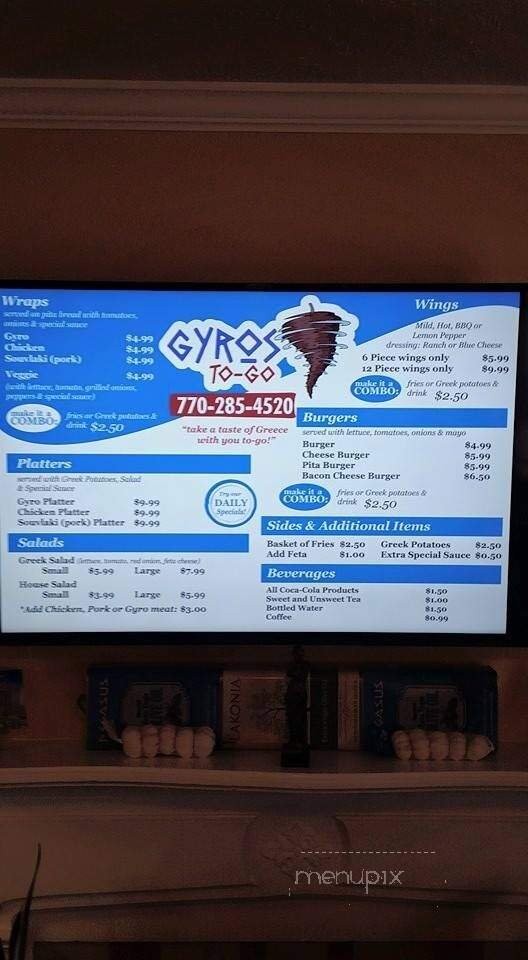 Wraps
served on pita bread with tomatoes,
onions & special sauce
Gyro $4.99
Chicken $4.99
Souvlaki (pork) $4.99
Veggie $4.99
(with lettuce, tomato, grilled onions,
peppers & special sauce)
make it a
COMBO:
fries or Greek potatoes &
drink $2.50
GYROS
TO-GO
770-285-4520
"take a taste of Greece
with you to-go!"
Wings
Mild, Hot, BBQ or
Lemon Pepper
dressing: Ranch or Blue Cheese
6 Piece wings only $5.99
12 Piece wings only $9.99
make it a
COMBO:
fries or Greek potatoes &
drink $2.50
Platters
served with Greek Potatoes, Salad
& Special Sauce
Gyro Platter $9.99
Chicken Platter $9.99
Souvlaki (pork) Platter $9.99
Try our
DAILY
Specials!
Burgers
served with lettuce, tomatoes, onions & mayo
Burger $4.99
Cheese Burger $5.99
Pita Burger $5.99
Bacon Cheese Burger $6.50
make it a
COMBO:
fries or Greek potatoes &
drink $2.50
Salads
Greek Salad (lettuce, tomato, red onion, feta cheese)
Small $5.99 Large $7.99
House Salad
Small $3.99 Large $5.99
*Add Chicken, Pork or Gyro meat: $3.00
Sides & Additional Items
Basket of Fries $2.50 Greek Potatoes $2.50
Add Feta $1.00 Extra Special Sauce $0.50
Beverages
All Coca-Cola Products $1.50
Sweet and Unsweet Tea $1.00
Bottled Water $1.50
Coffee $0.99
PEGASUS
LAKONIA
PEGASUS
menupix